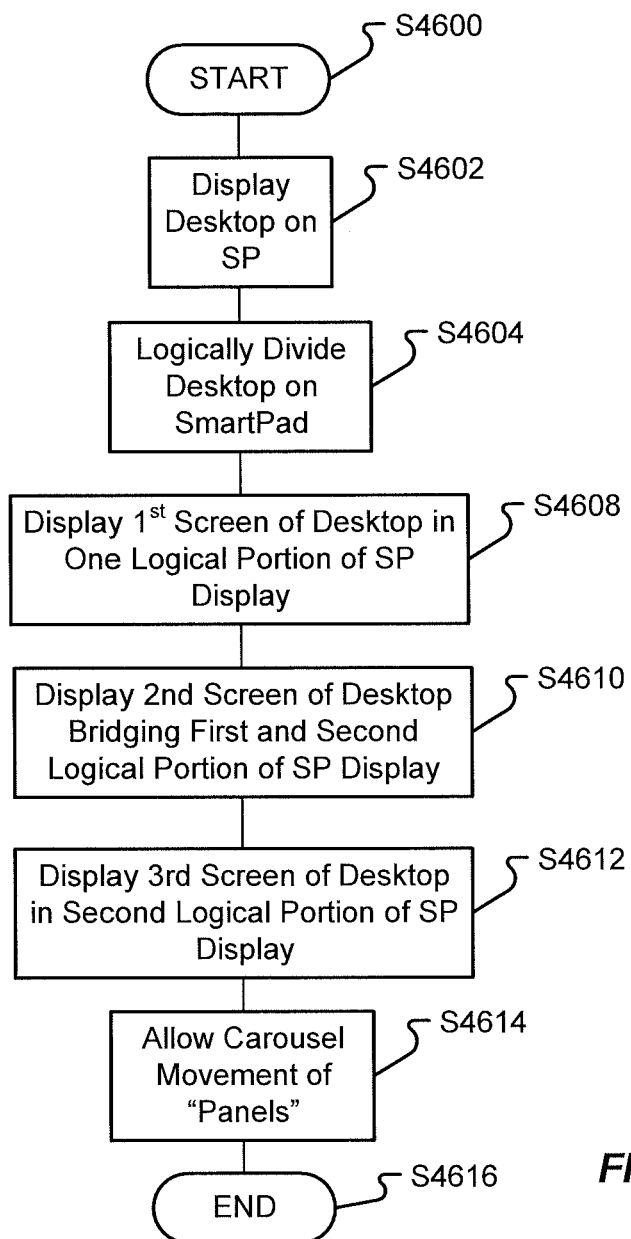 S4600
START
S4602
Display
Desktop on
SP
S4604
Logically Divide
Desktop on
SmartPad
S4608
Display 1st Screen of Desktop in
One Logical Portion of SP
Display
S4610
Display 2nd Screen of Desktop
Bridging First and Second
Logical Portion of SP Display
S4612
Display 3rd Screen of Desktop
in Second Logical Portion of SP
Display
S4614
Allow Carousel
Movement of
“Panels”
S4616
END